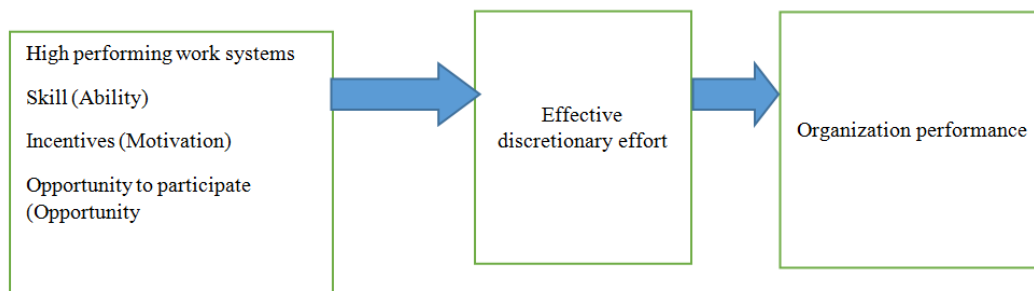 High performing work systems
Skill (Ability)
Incentives (Motivation)
Opportunity to participate
(Opportunity
Effective
discretionary effort
Organization performance